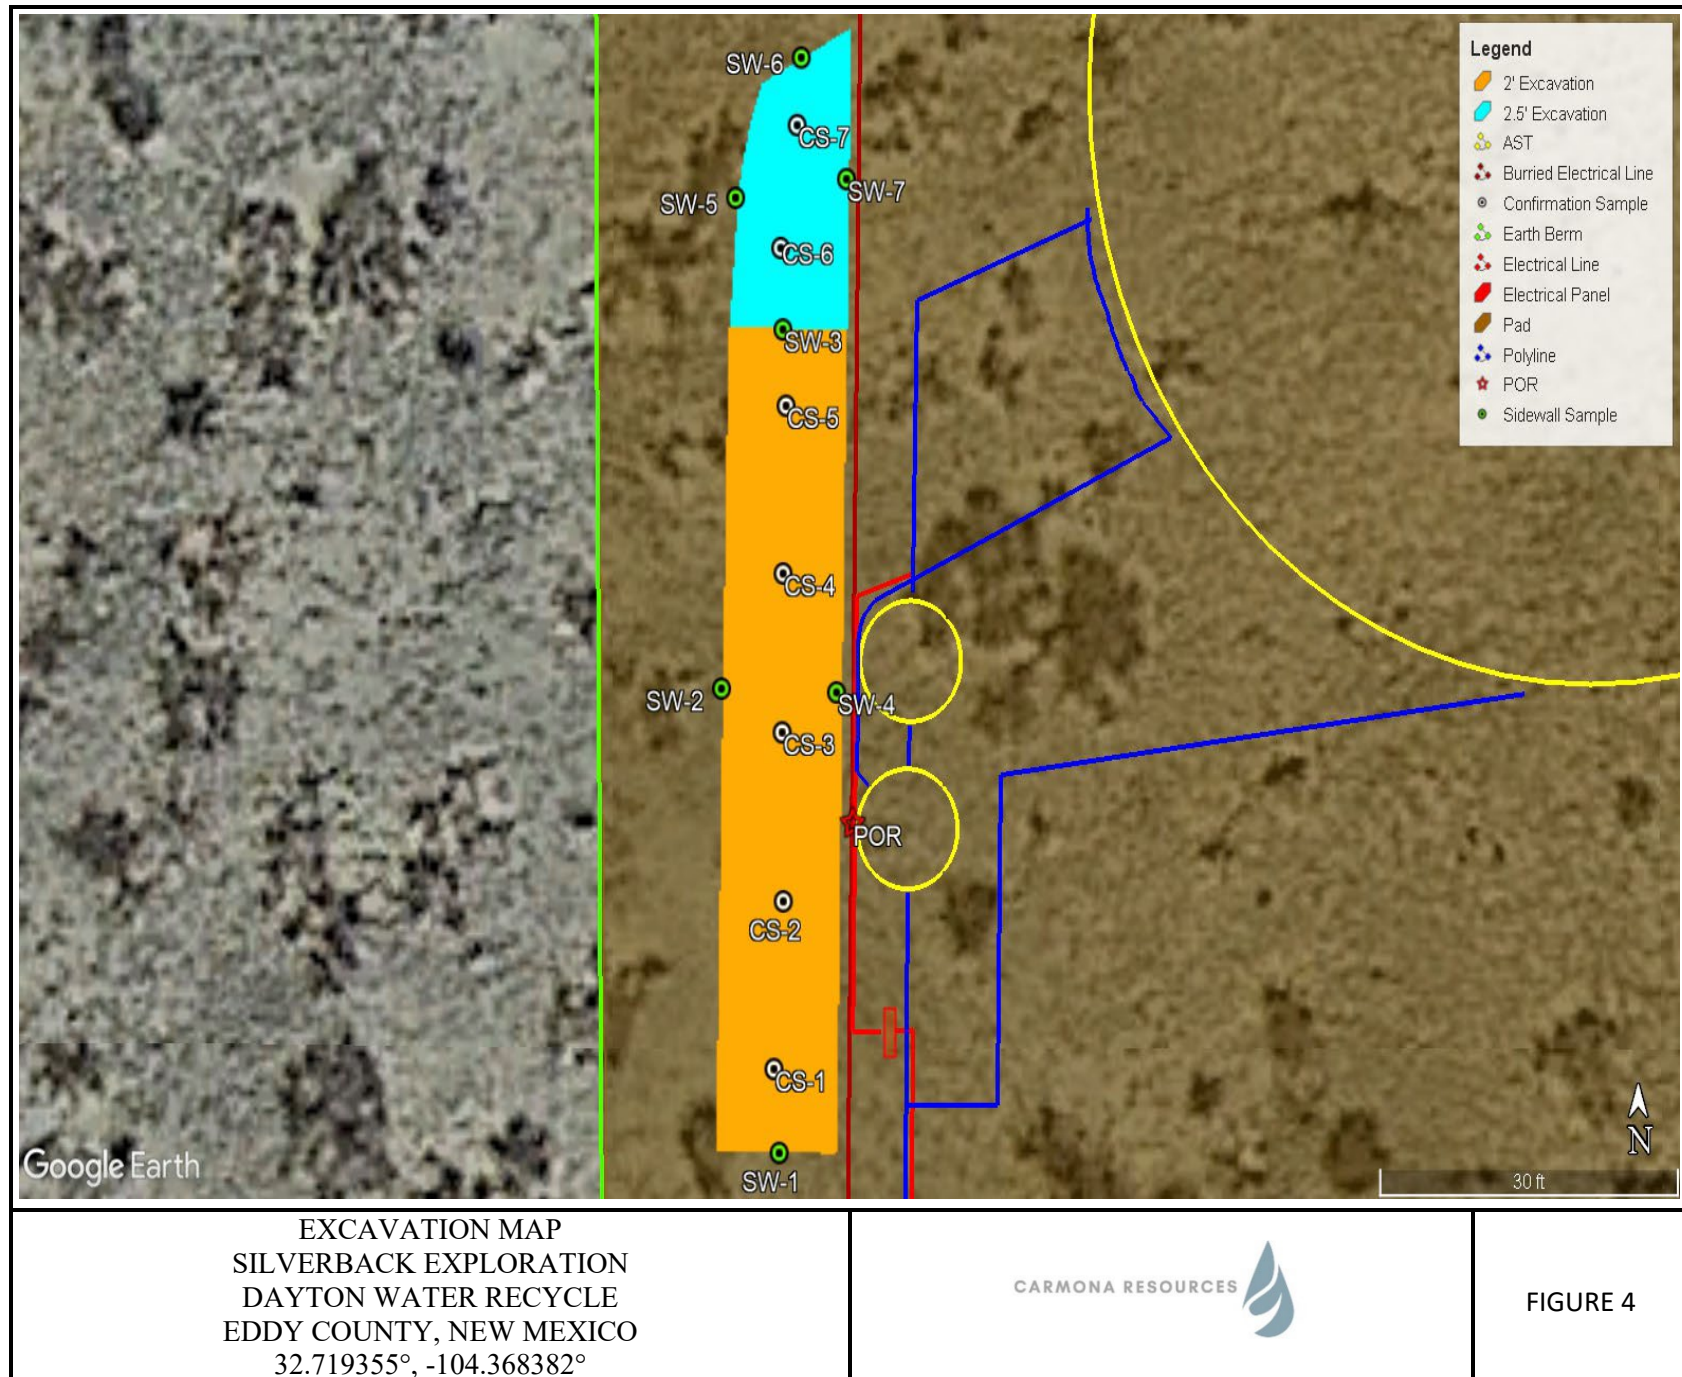 SW-6
CS-7
SW-7
SW-5
CS-6
SW-3
CS-5
CS-4
SW-2
SW-4
CS-3
POR
CS-2
CS-1
SW-1
Google Earth
Legend
2' Excavation
2.5' Excavation
AST
Burried Electrical Line
Confirmation Sample
Earth Berm
Electrical Line
Electrical Panel
Pad
Polyline
POR
Sidewall Sample
N
30 ft
EXCAVATION MAP
SILVERBACK EXPLORATION
DAYTON WATER RECYCLE
EDDY COUNTY, NEW MEXICO
32.719355°, -104.368382°
CARMONA RESOURCES
FIGURE 4